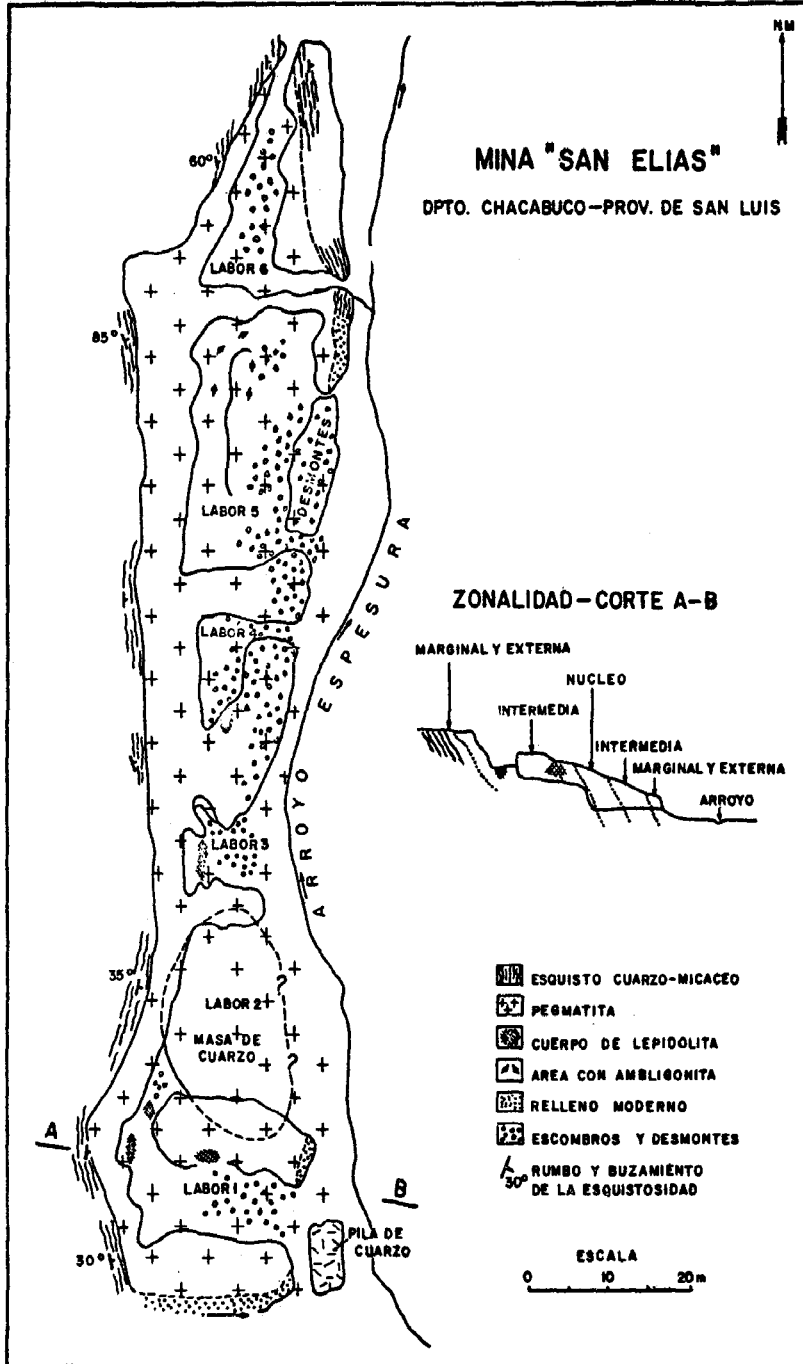 NM
MINA "SAN ELIAS"
DPTO. CHACABUCO—PROV. DE SAN LUIS
60°
LABOR 6
85°
DESMONTES
LABOR 5
LABOR 4
ARROYO ESPESURA
LABOR 3
35°
LABOR 2
?
MASA DE
CUARZO
?
A
B
LABOR 1
PILA DE
CUARZO
30°
ZONALIDAD—CORTE A-B
MARGINAL Y EXTERNA
NUCLEO
INTERMEDIA
INTERMEDIA
MARGINAL Y EXTERNA
ARROYO
ESQUISTO CUARZO-MICACEO
PEGMATITA
CUERPO DE LEPIDOLITA
AREA CON AMBLIGONITA
RELLENO MODERNO
ESCOMBROS Y DESMONTES
30° RUMBO Y BUZAMIENTO
DE LA ESQUISTOSIDAD
ESCALA
0 10 20 m